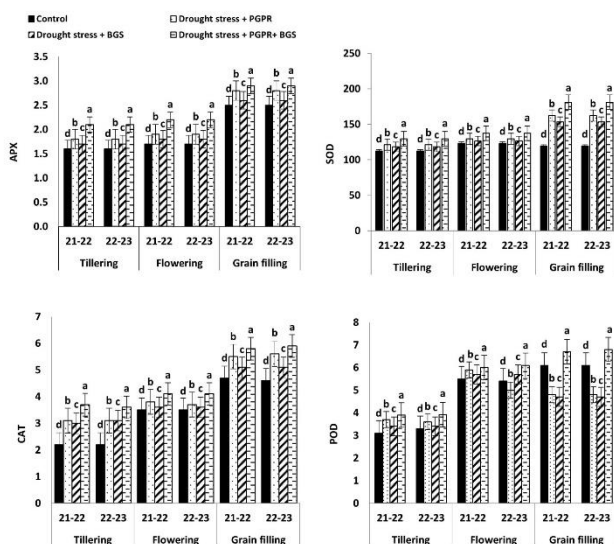 Control
Drought stress + PGPR
Drought stress + BGS
Drought stress + PGPR+ BGS
APX
3.5
3.0
2.5
2.0
1.5
1.0
0.5
0.0
d b c a d b c a d b c a d b c a d b c a d b c a
21-22 22-23 21-22 22-23 21-22 22-23
Tillering Flowering Grain filling
SOD
250
200
150
100
50
0
d b c a d b c a d b c a d b c a d b c a d b c a
21-22 22-23 21-22 22-23 21-22 22-23
Tillering Flowering Grain filling
CAT
7
6
5
4
3
2
1
0
d b c a d b c a d b c a d b c a d b c a d b c a
21-22 22-23 21-22 22-23 21-22 22-23
Tillering Flowering Grain filling
POD
8
7
6
5
4
3
2
1
0
d b c a d b c a d b c a d b c a d b c a d b c a
21-22 22-23 21-22 22-23 21-22 22-23
Tillering Flowering Grain filling